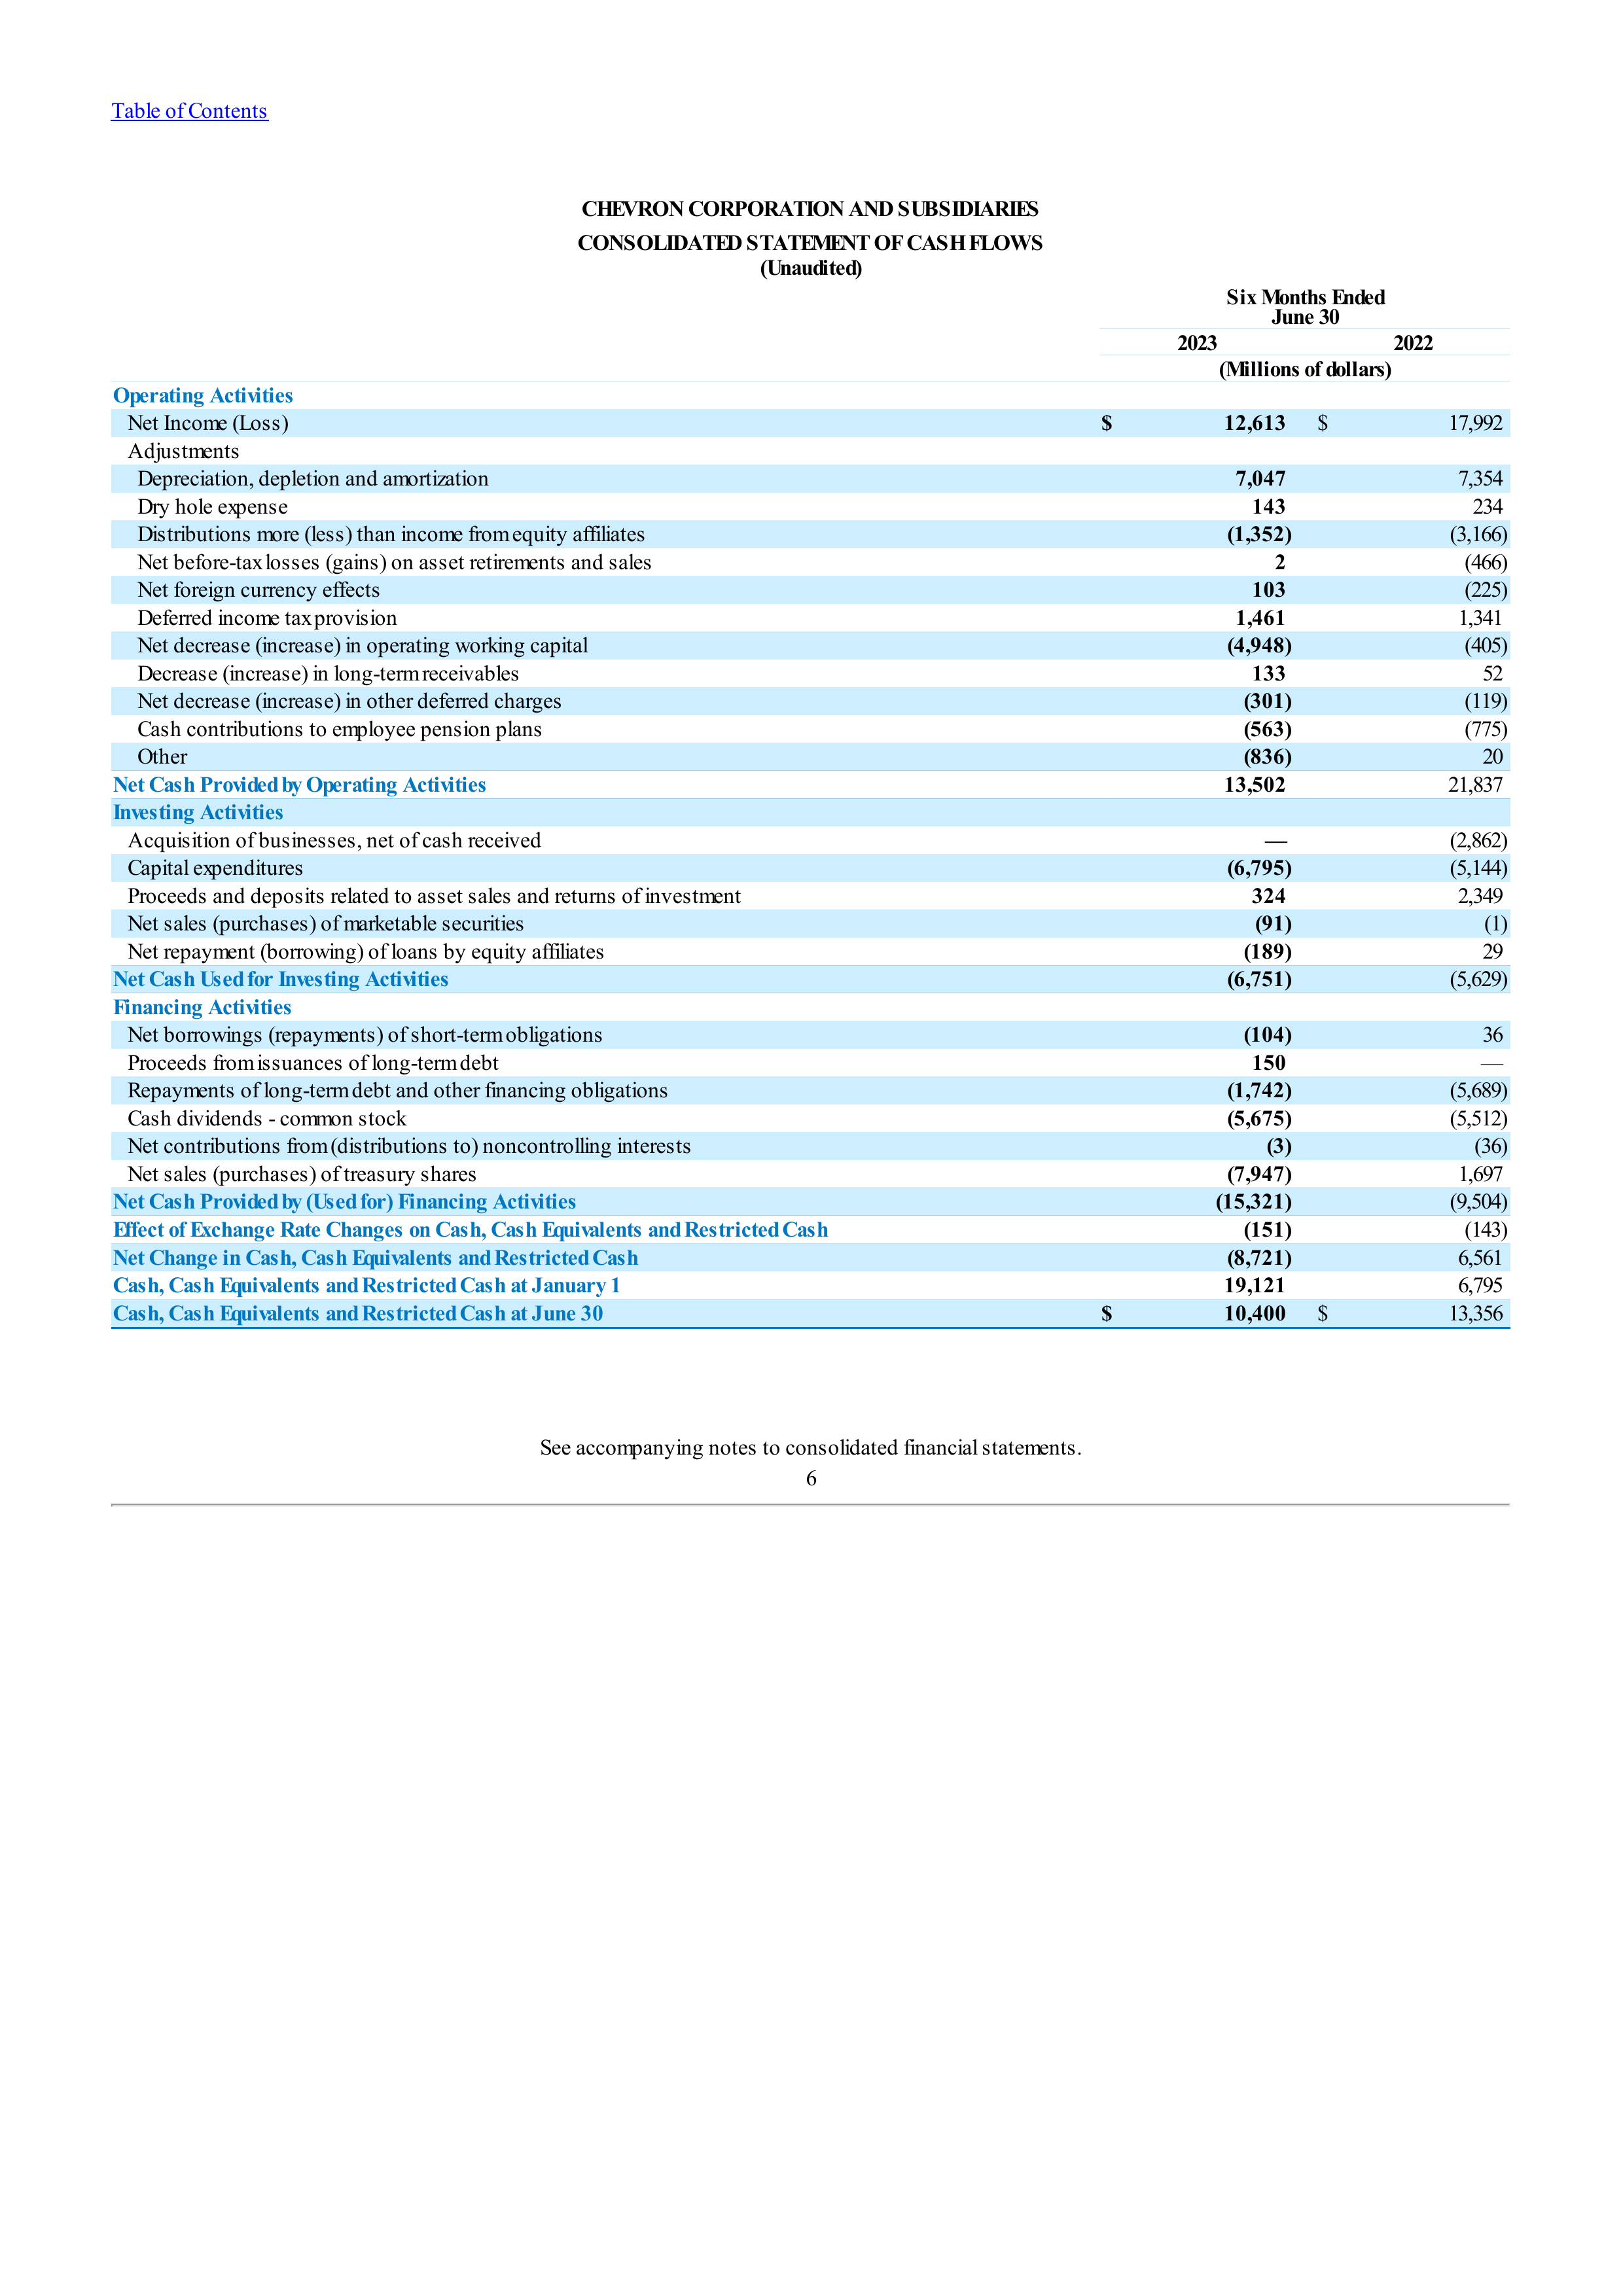 Table of Contents
CHEVRON CORPORATION AND SUBSIDIARIES
CONSOLIDATED STATEMENT OF CASH FLOWS
(Unaudited)
Six Months Ended
June 30
2023 2022
(Millions of dollars)
Operating Activities
Net Income (Loss) $ 12,613 $ 17,992
Adjustments
Depreciation, depletion and amortization 7,047 7,354
Dry hole expense 143 234
Distributions more (less) than income from equity affiliates (1,352) (3,166)
Net before-tax losses (gains) on asset retirements and sales 2 (466)
Net foreign currency effects 103 (225)
Deferred income tax provision 1,461 1,341
Net decrease (increase) in operating working capital (4,948) (405)
Decrease (increase) in long-term receivables 133 52
Net decrease (increase) in other deferred charges (301) (119)
Cash contributions to employee pension plans (563) (775)
Other (836) 20
Net Cash Provided by Operating Activities 13,502 21,837
Investing Activities
Acquisition of businesses, net of cash received — (2,862)
Capital expenditures (6,795) (5,144)
Proceeds and deposits related to asset sales and returns of investment 324 2,349
Net sales (purchases) of marketable securities (91) (1)
Net repayment (borrowing) of loans by equity affiliates (189) 29
Net Cash Used for Investing Activities (6,751) (5,629)
Financing Activities
Net borrowings (repayments) of short-term obligations (104) 36
Proceeds from issuances of long-term debt 150 —
Repayments of long-term debt and other financing obligations (1,742) (5,689)
Cash dividends - common stock (5,675) (5,512)
Net contributions from (distributions to) noncontrolling interests (3) (36)
Net sales (purchases) of treasury shares (7,947) 1,697
Net Cash Provided by (Used for) Financing Activities (15,321) (9,504)
Effect of Exchange Rate Changes on Cash, Cash Equivalents and Restricted Cash (151) (143)
Net Change in Cash, Cash Equivalents and Restricted Cash (8,721) 6,561
Cash, Cash Equivalents and Restricted Cash at January 1 19,121 6,795
Cash, Cash Equivalents and Restricted Cash at June 30 $ 10,400 $ 13,356
See accompanying notes to consolidated financial statements.
6